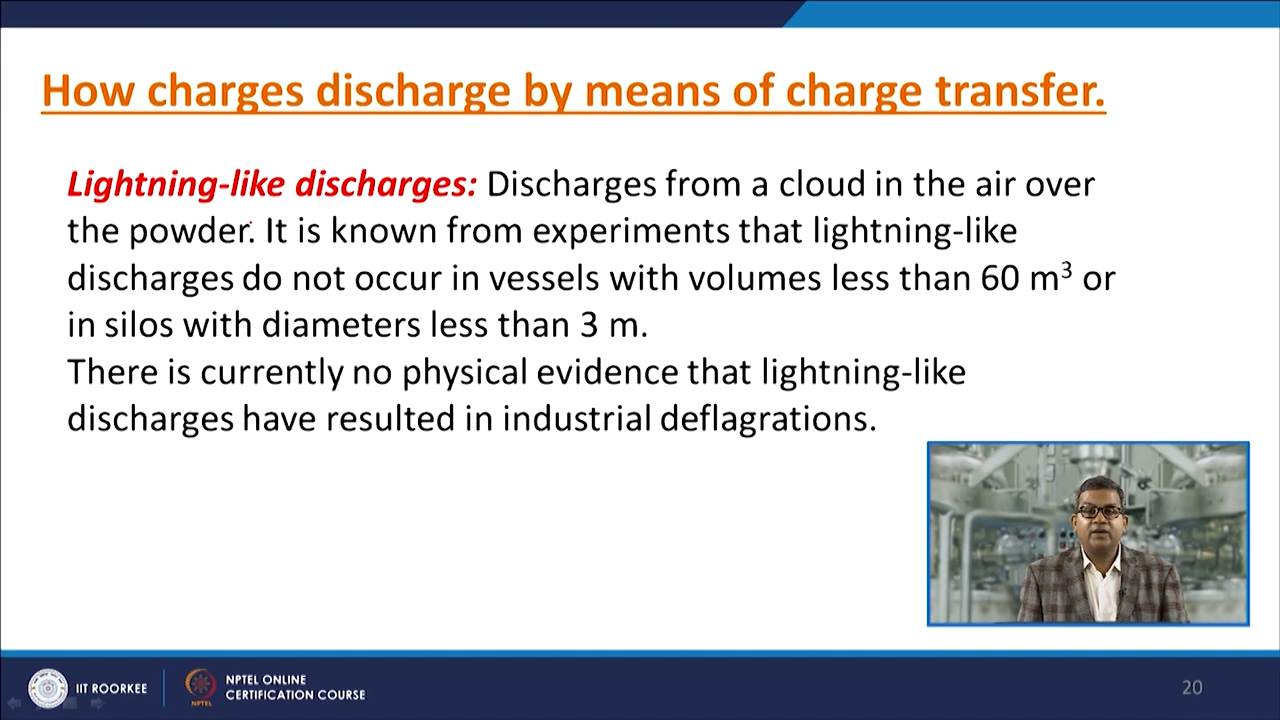 How charges discharge by means of charge transfer.
Lightning-like discharges: Discharges from a cloud in the air over
the powder. It is known from experiments that lightning-like
discharges do not occur in vessels with volumes less than 60 m³ or
in silos with diameters less than 3 m.
There is currently no physical evidence that lightning-like
discharges have resulted in industrial deflagrations.
IIT ROORKEE
NPTEL
NPTEL ONLINE
CERTIFICATION COURSE
20